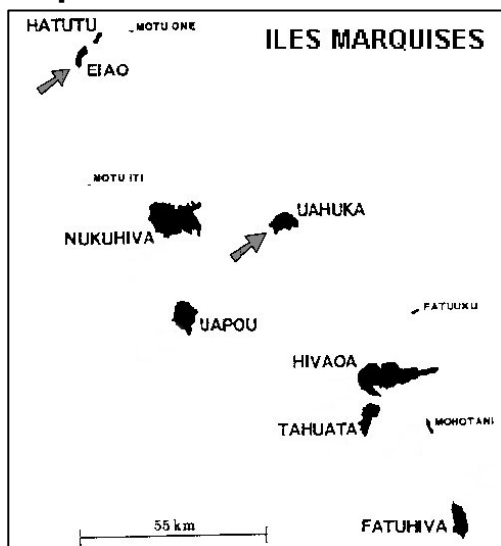 HATUTU
MOTU ONE
ILES MARQUISES
EIAO
MOTU ITI
UAHUKA
NUKUHIVA
FATUUKU
UAPOU
HIVAOA
TAHUATA
MOHOTANI
55 km
FATUHIVA